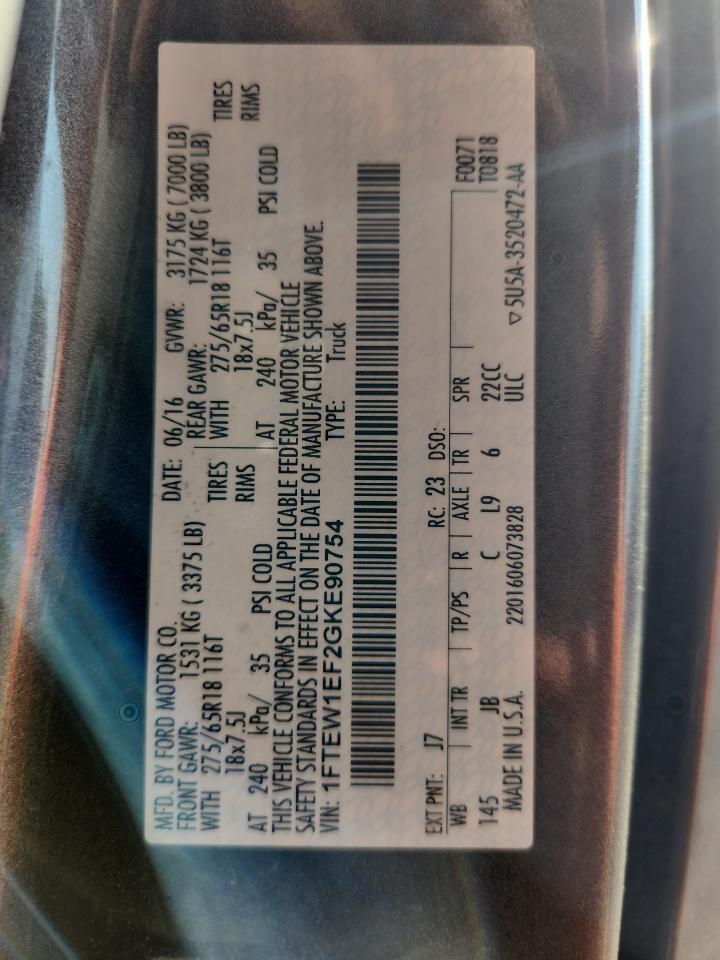 MFD. BY FORD MOTOR CO.
DATE: 06/16 GVWR: 3175 KG ( 7000 LB)
FRONT GAWR: 1531 KG ( 3375 LB)
REAR GAWR: 1724 KG ( 3800 LB)
WITH 275/65R18 116T TIRES
WITH 275/65R18 116T TIRES
18x7.5J RIMS
18x7.5J RIMS
AT 240 kPa/ 35 PSI COLD
AT 240 kPa/ 35 PSI COLD
THIS VEHICLE CONFORMS TO ALL APPLICABLE FEDERAL MOTOR VEHICLE
SAFETY STANDARDS IN EFFECT ON THE DATE OF MANUFACTURE SHOWN ABOVE.
VIN: 1FTEW1EF2GKE90754 TYPE: Truck
EXT PNT: J7 RC: 23 DSO:
WB INT TR TP/PS R AXLE TR SPR F0071
145 JB C L9 6 22CC T0818
MADE IN U.S.A. 2201606073828 ULC ▽5U5A-3520472-AA